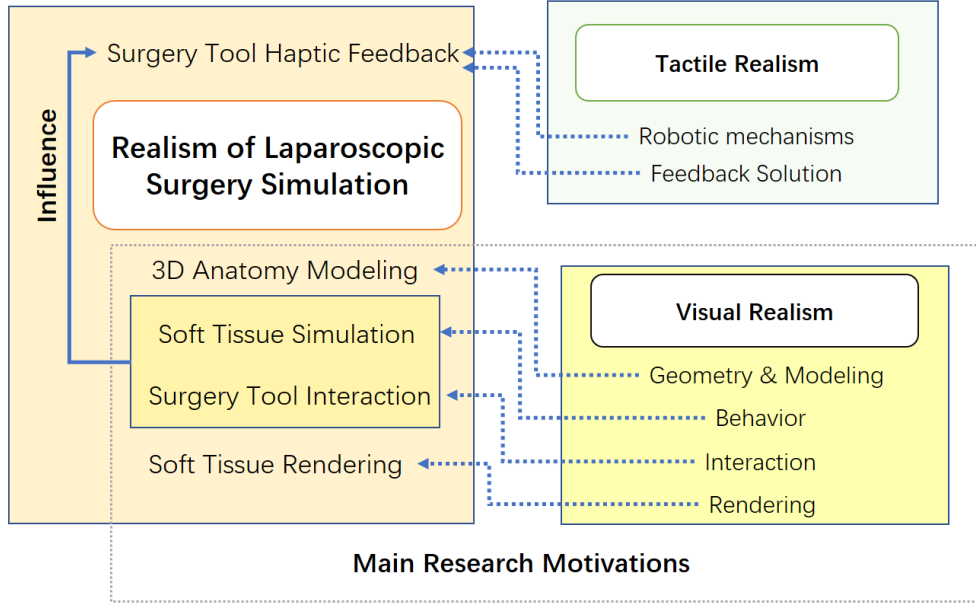 Surgery Tool Haptic Feedback
Influence
Realism of Laparoscopic
Surgery Simulation
3D Anatomy Modeling
Soft Tissue Simulation
Surgery Tool Interaction
Soft Tissue Rendering
Tactile Realism
Robotic mechanisms
Feedback Solution
Visual Realism
Geometry & Modeling
Behavior
Interaction
Rendering
Main Research Motivations